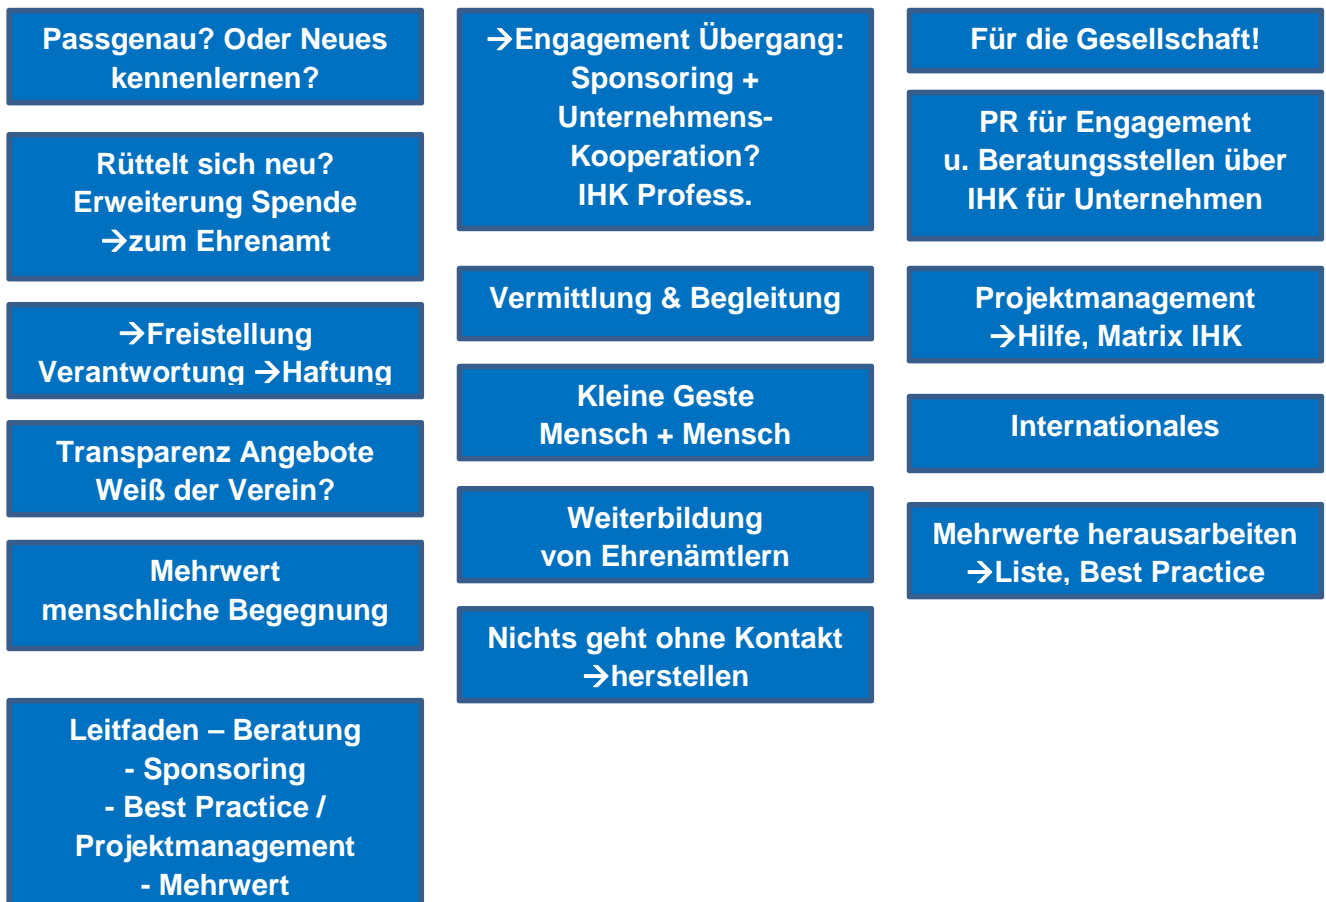 Passgenau? Oder Neues
kennenlernen?
Rüttelt sich neu?
Erweiterung Spende
→zum Ehrenamt
→Freistellung
Verantwortung →Haftung
Transparenz Angebote
Weiß der Verein?
Mehrwert
menschliche Begegnung
Leitfaden – Beratung
- Sponsoring
- Best Practice /
Projektmanagement
- Mehrwert
→Engagement Übergang:
Sponsoring +
Unternehmens-
Kooperation?
IHK Profess.
Vermittlung & Begleitung
Kleine Geste
Mensch + Mensch
Weiterbildung
von Ehrenämtlern
Nichts geht ohne Kontakt
→herstellen
Für die Gesellschaft!
PR für Engagement
u. Beratungsstellen über
IHK für Unternehmen
Projektmanagement
→Hilfe, Matrix IHK
Internationales
Mehrwerte herausarbeiten
→Liste, Best Practice